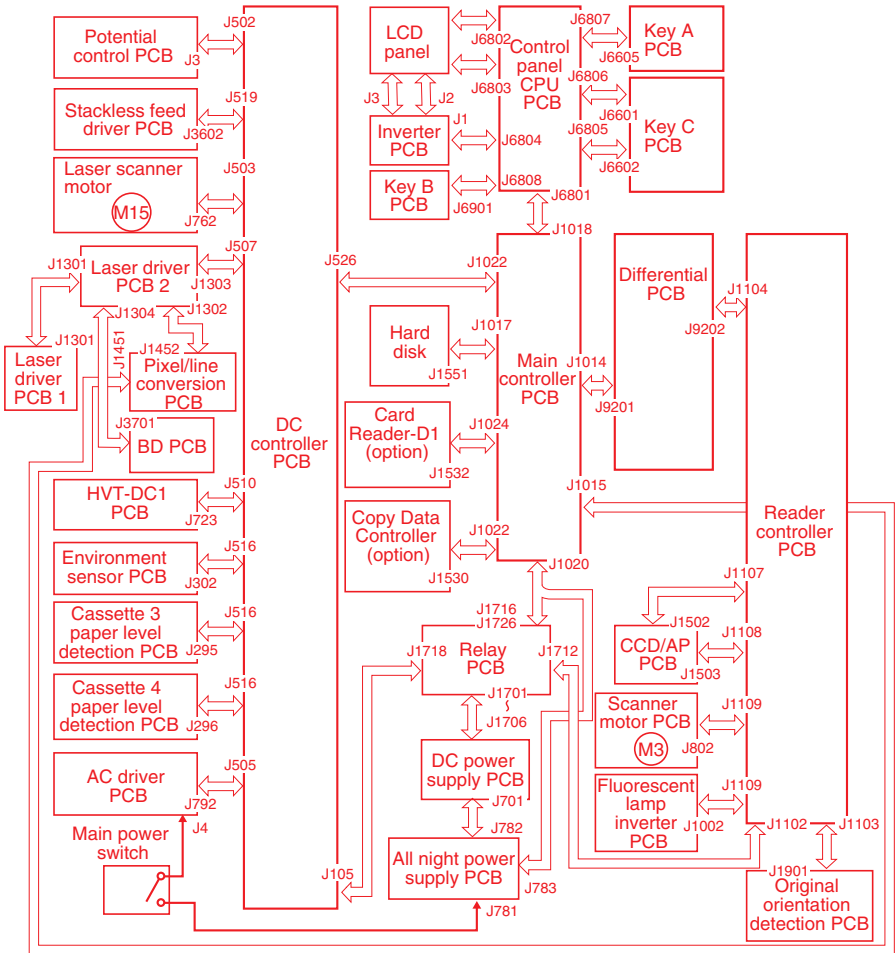 Potential
control PCB
J502
J3
Stackless feed
driver PCB
J519
J3602
Laser scanner
motor
M15
J503
J762
J1301
Laser driver
PCB 2
J507
J1303
J1302
J1304
J1301
Laser
driver
PCB 1
J1451
J1452
Pixel/line
conversion
PCB
J3701
BD PCB
HVT-DC1
PCB
J510
J723
Environment
sensor PCB
J516
J302
Cassette 3
paper level
detection PCB
J516
J295
Cassette 4
paper level
detection PCB
J516
J296
AC driver
PCB
J505
J792
J4
Main power
switch
DC
controller
PCB
J526
J105
LCD
panel
J6802
J6803
J3
J2
J1
Inverter
PCB
J6804
Key B
PCB
J6808
J6901
Control
panel
CPU
PCB
J6807
J6605
Key A
PCB
J6806
J6601
J6805
J6602
Key C
PCB
J6801
J1018
J1022
Hard
disk
J1017
J1551
Card
Reader-D1
(option)
J1024
J1532
Copy Data
Controller
(option)
J1022
J1530
Main
controller
PCB
J1014
J9201
J1015
J1020
Differential
PCB
J1104
J9202
Reader
controller
PCB
J1107
J1502
CCD/AP
PCB
J1108
J1503
Scanner
motor PCB
M3
J1109
J802
Fluorescent
lamp
inverter
PCB
J1109
J1002
J1102
J1103
J1901
Original
orientation
detection PCB
J1716
J1726
J1718
Relay
PCB
J1712
J1701
~
J1706
DC power
supply PCB
J701
J782
All night power
supply PCB
J783
J781